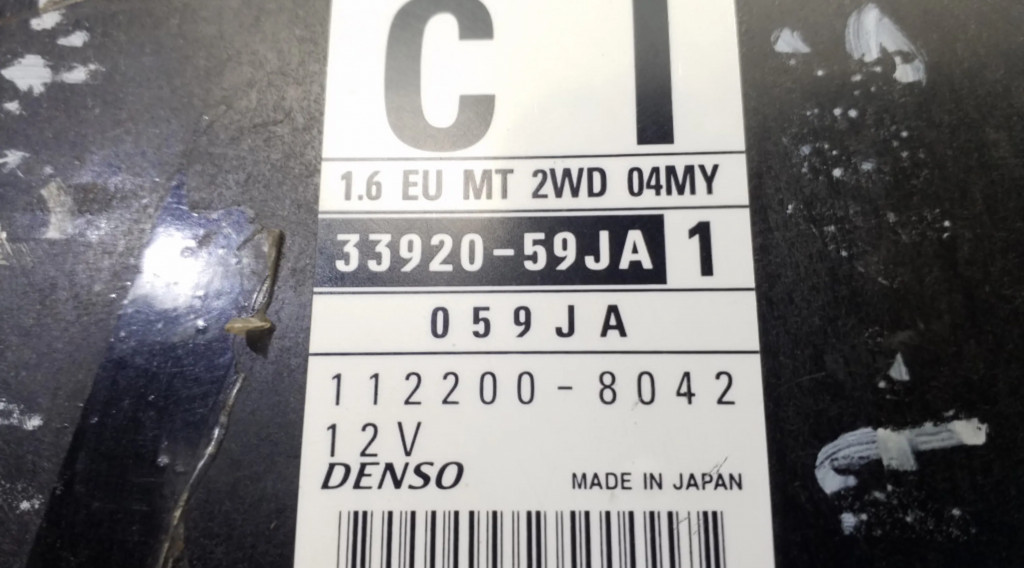 C I
1.6 EU MT 2WD 04MY
33920-59JA 1
059JA
112200-8042
12V
DENSO MADE IN JAPAN